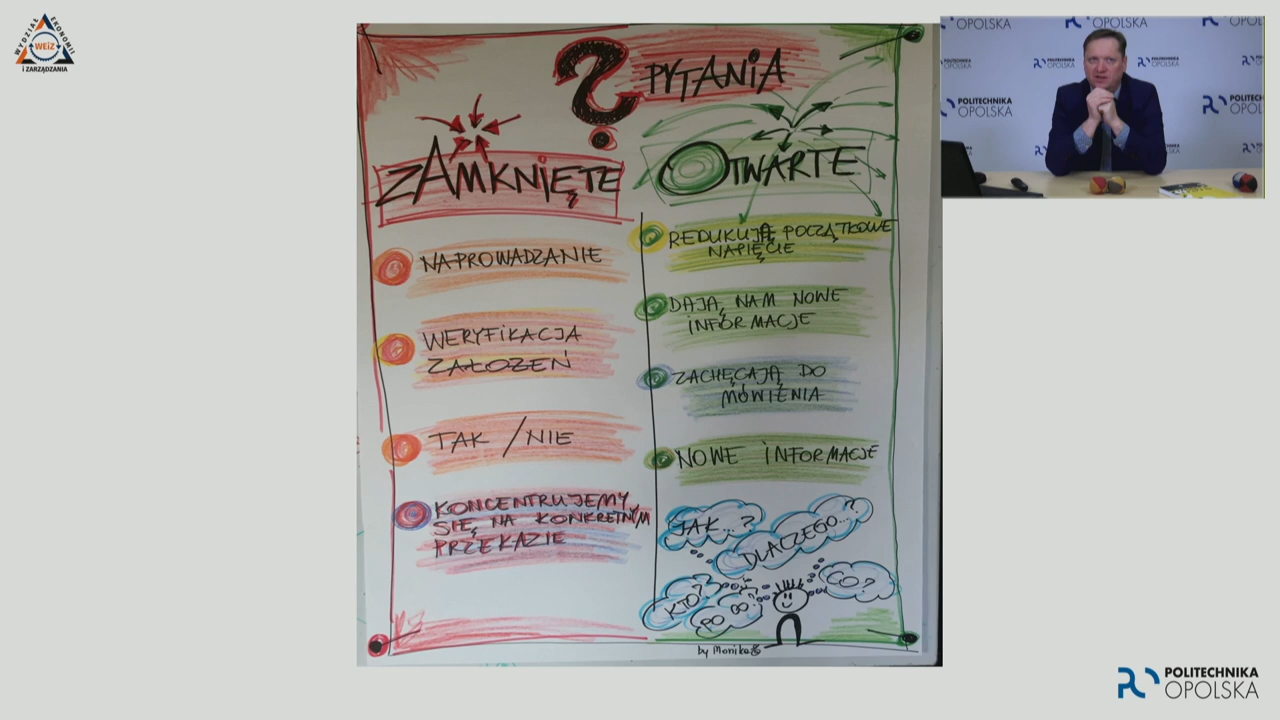 WYDZIAŁ EKONOMII
WEiZ
I ZARZĄDZANIA
? PYTANIA
ZAMKNIĘTE
NAPROWADZANIE
WERYFIKACJA
ZAŁOŻEŃ
TAK / NIE
KONCENTRUJEMY
SIĘ NA KONKRETNYM
PRZEKAZIE
OTWARTE
REDUKUJĄ POCZĄTKOWE
NAPIĘCIE
DAJĄ NAM NOWE
INFORMACJE
ZACHĘCAJĄ DO
MÓWIENIA
NOWE INFORMACJE
JAK...?
DLACZEGO...?
KTO?
PO CO?
CO?
by Monika
POLITECHNIKA
OPOLSKA
POLITECHNIKA
OPOLSKA
POLITECHNIKA
OPOLSKA